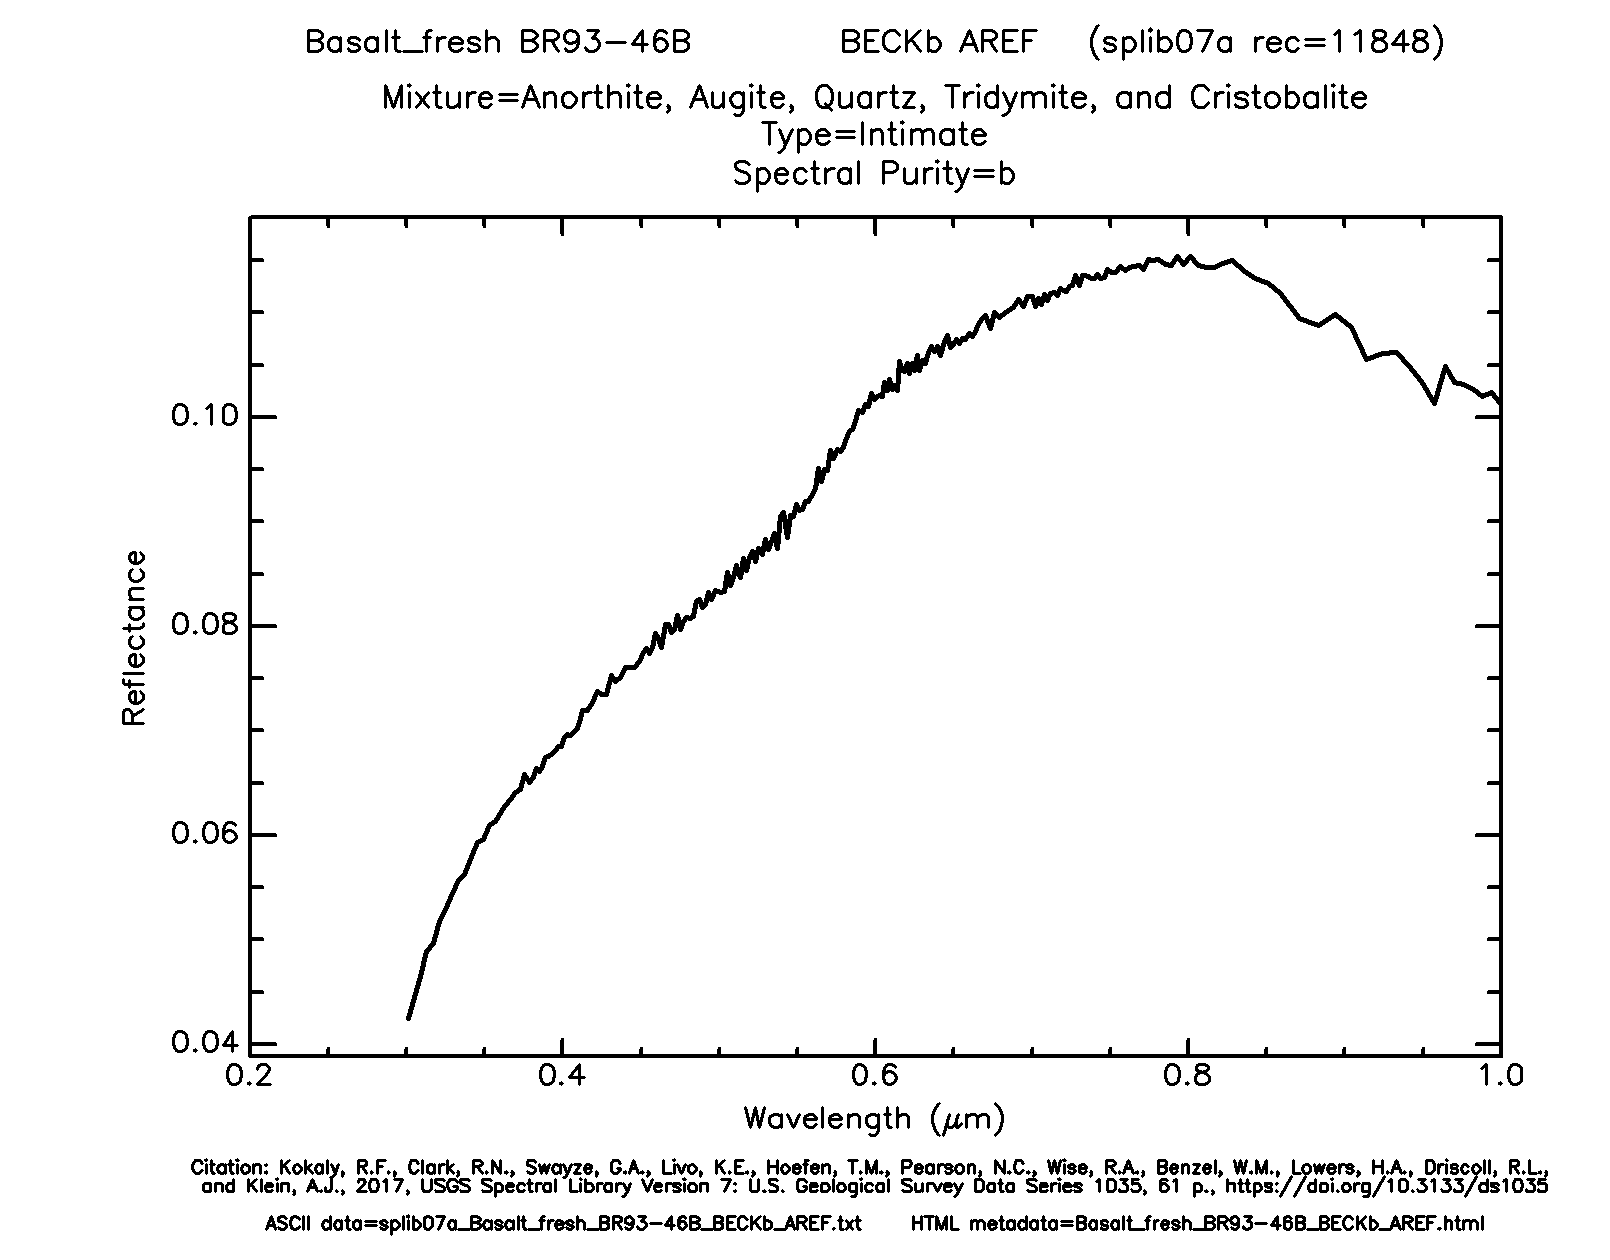 Basalt_fresh BR93-46B BECKb AREF (splib07a rec=11848)
Mixture=Anorthite, Augite, Quartz, Tridymite, and Cristobalite
Type=Intimate
Spectral Purity=b
0.10
0.08
0.06
0.04
Reflectance
0.2 0.4 0.6 0.8 1.0
Wavelength (μm)
Citation: Kokaly, R.F., Clark, R.N., Swayze, G.A., Livo, K.E., Hoefen, T.M., Pearson, N.C., Wise, R.A., Benzel, W.M., Lowers, H.A., Driscoll, R.L.,
and Klein, A.J., 2017, USGS Spectral Library Version 7: U.S. Geological Survey Data Series 1035, 61 p., https://doi.org/10.3133/ds1035
ASCII data=splib07a_Basalt_fresh_BR93-46B_BECKb_AREF.txt HTML metadata=Basalt_fresh_BR93-46B_BECKb_AREF.html